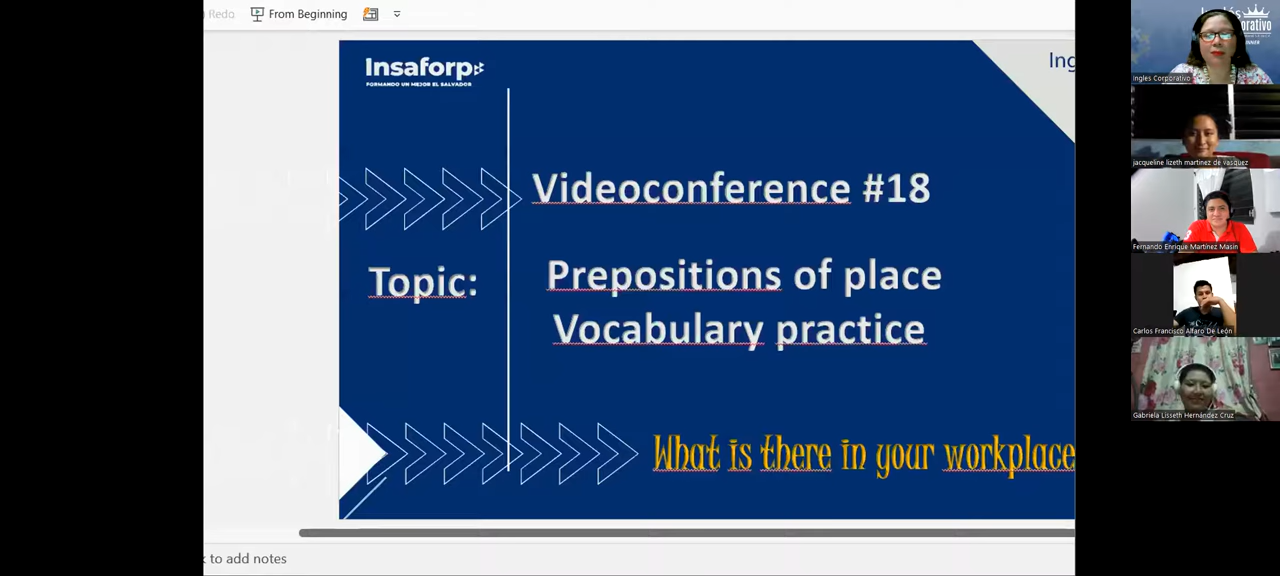 Redo
From Beginning
Insaforp
FORMANDO UN MEJOR EL SALVADOR
Ing
Videoconference #18
Topic:
Prepositions of place
Vocabulary practice
What is there in your workplace
to add notes
Ingles Corporativo
jacqueline lizeth martinez de vasquez
Fernando Enrique Martínez Masin
Carlos Francisco Alfaro De León
Gabriela Lisseth Hernández Cruz